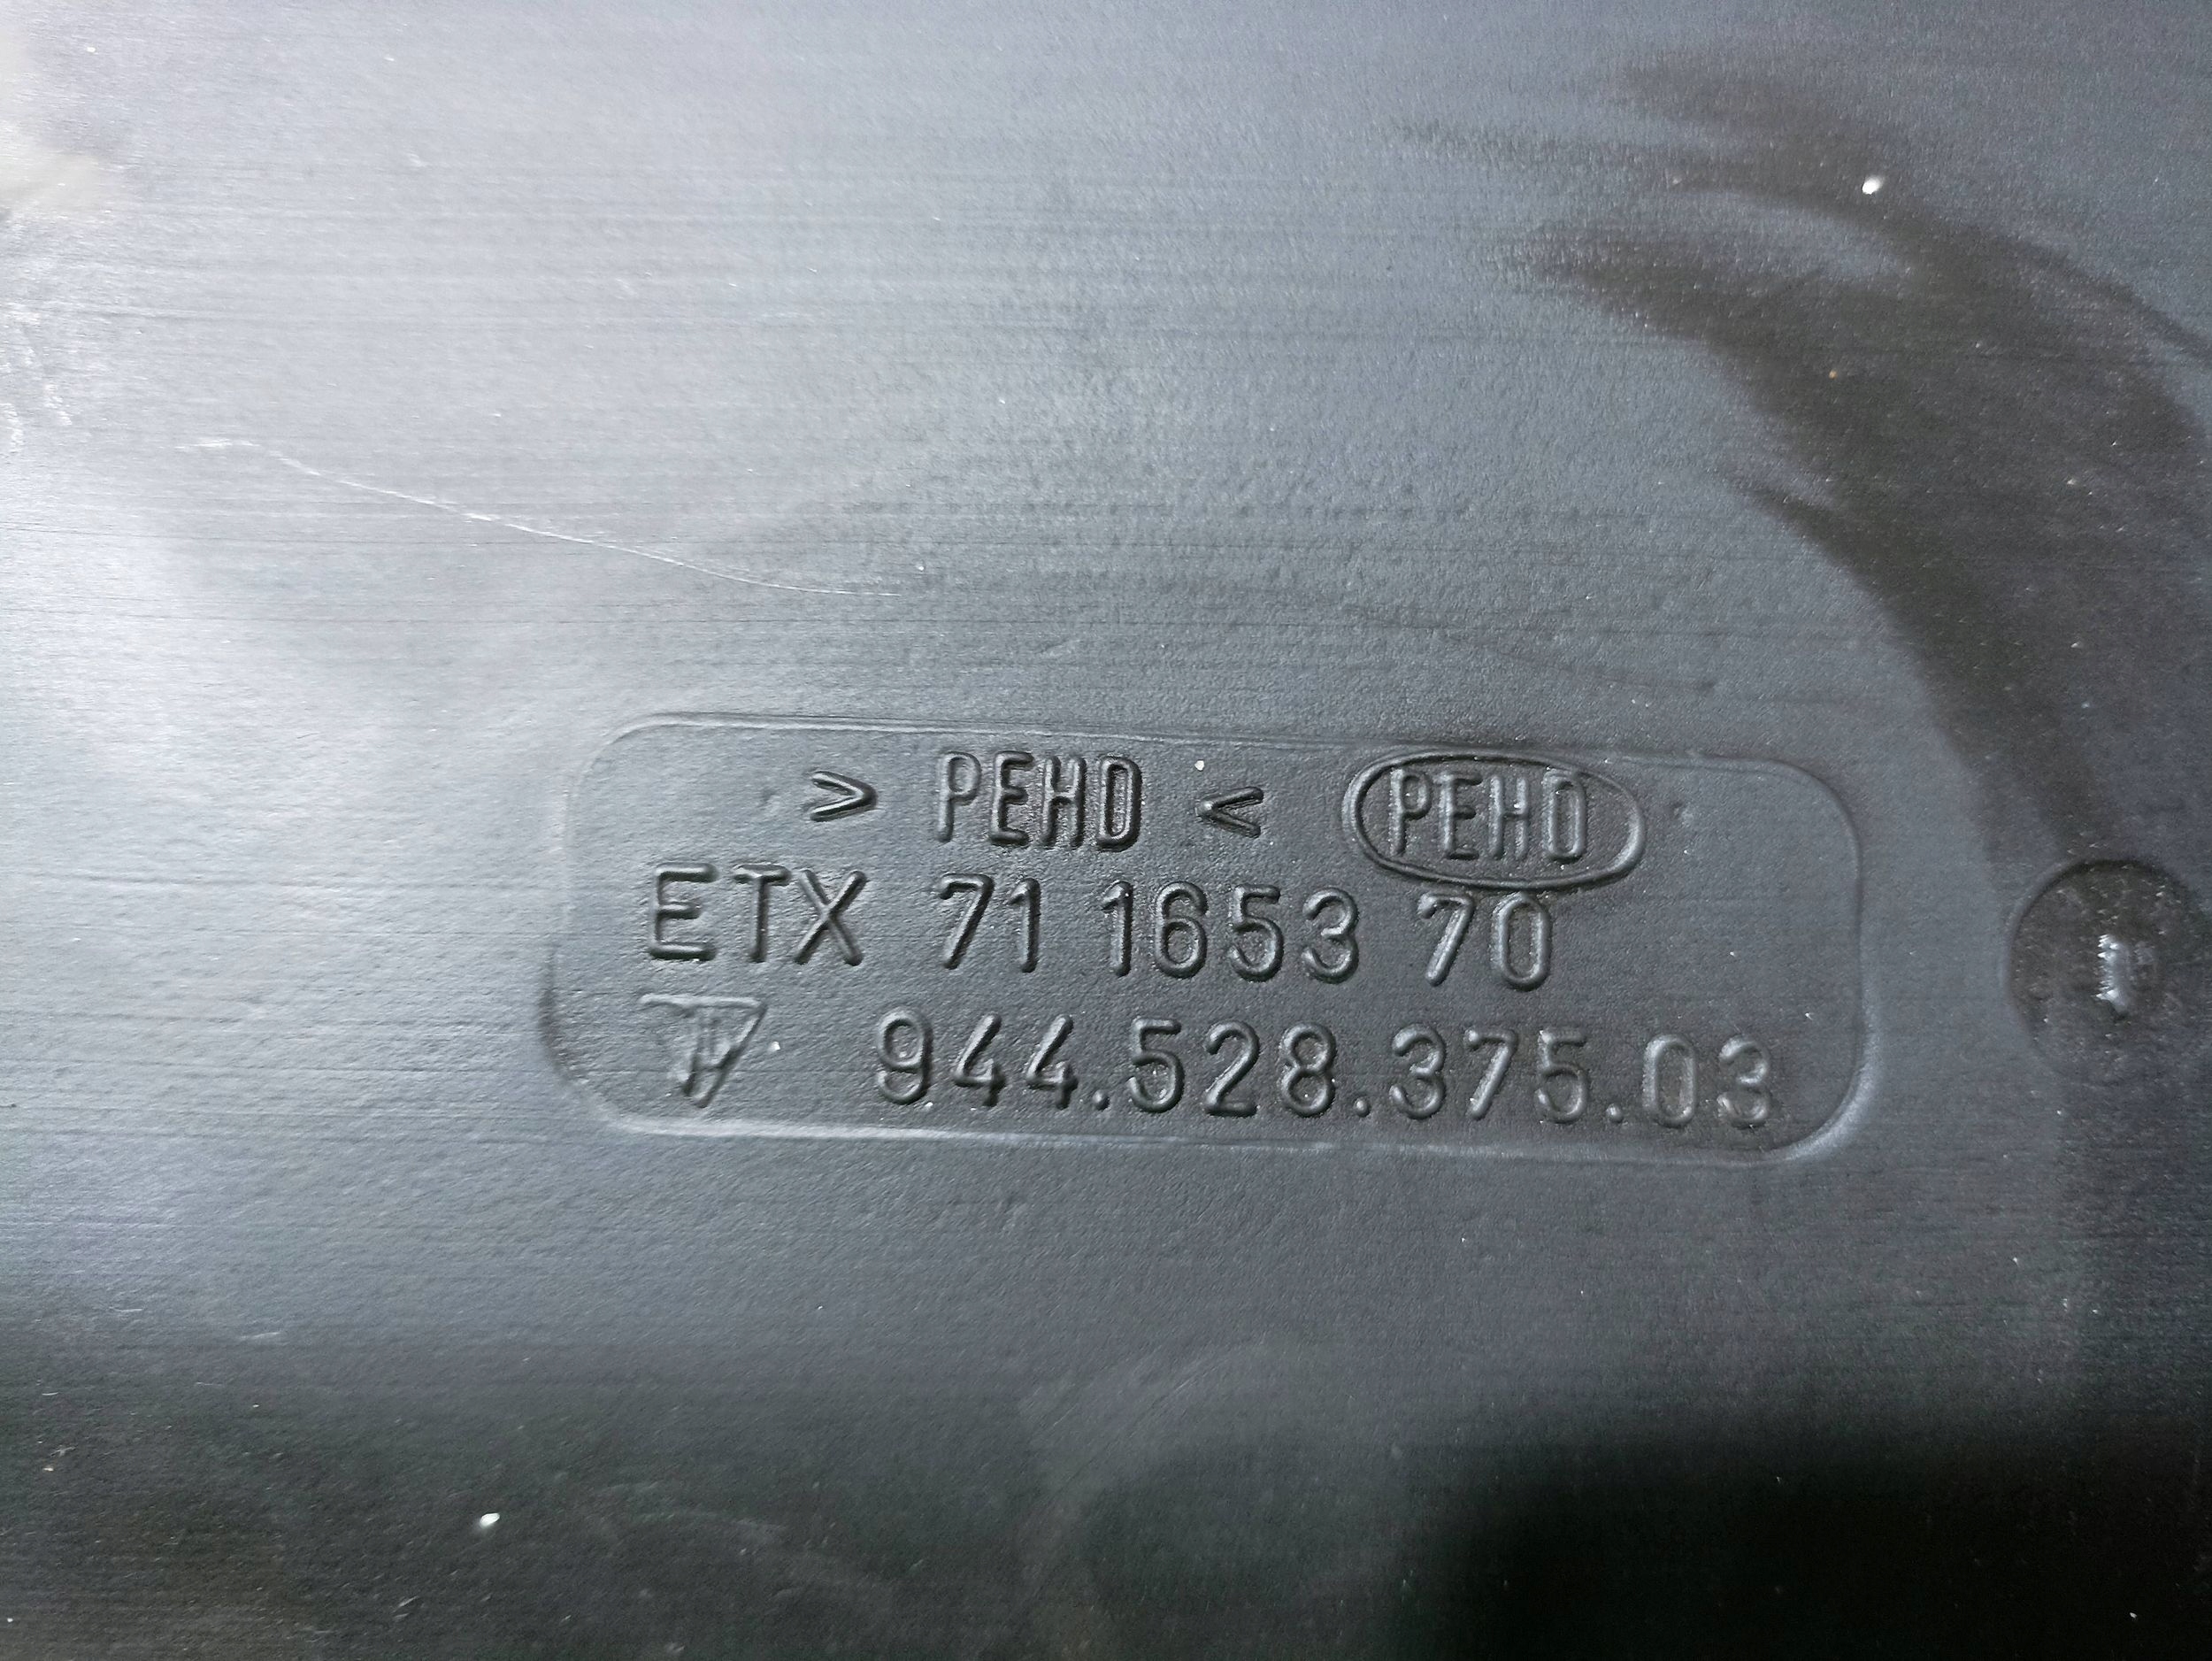 > PEHD < PEHD
ETX 71 1653 70
944.528.375.03